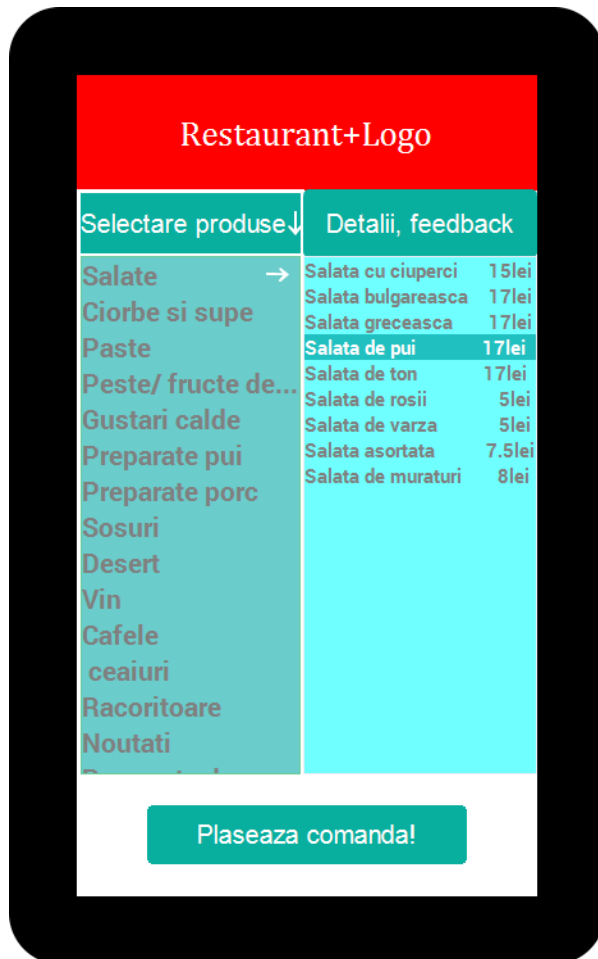 Restaurant+Logo
Selectare produse↓
Detalii, feedback
Salate →
Ciorbe si supe
Paste
Peste/ fructe de...
Gustari calde
Preparate pui
Preparate porc
Sosuri
Desert
Vin
Cafele
ceaiuri
Racoritoare
Noutati
Salata cu ciuperci 15lei
Salata bulgareasca 17lei
Salata greceasca 17lei
Salata de pui 17lei
Salata de ton 17lei
Salata de rosii 5lei
Salata de varza 5lei
Salata asortata 7.5lei
Salata de muraturi 8lei
Plaseaza comanda!